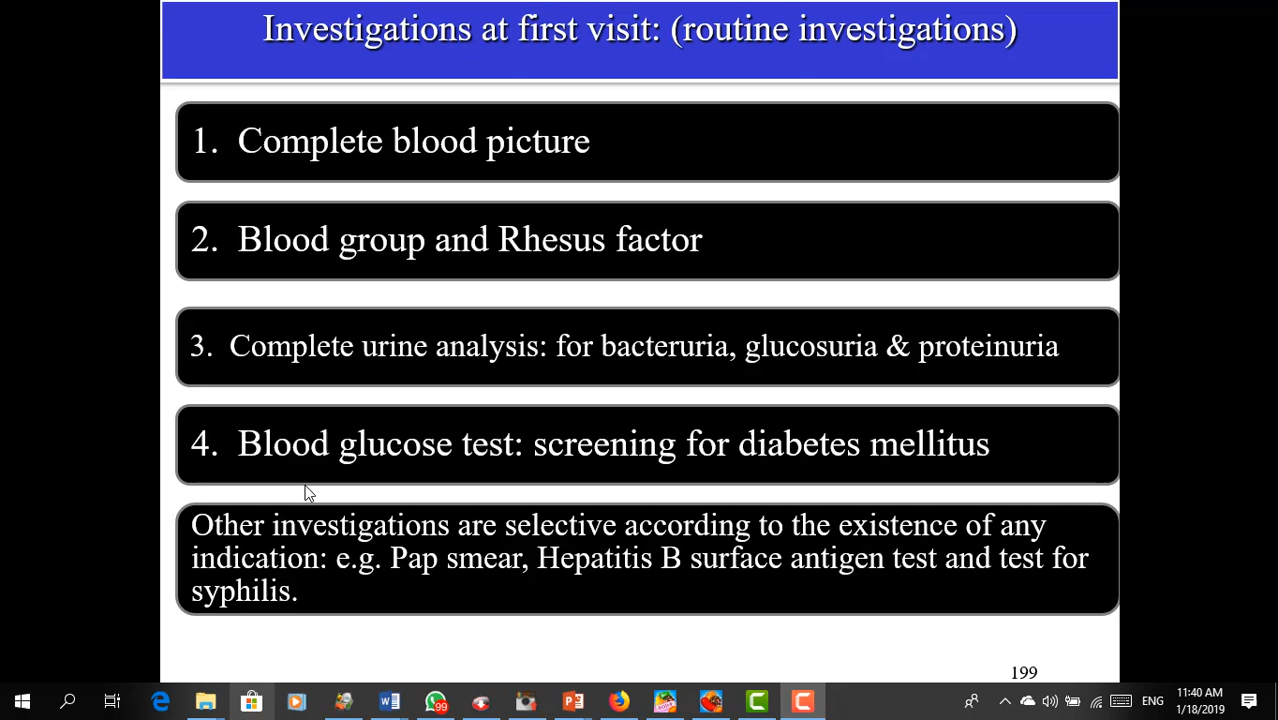 Investigations at first visit: (routine investigations)
1. Complete blood picture
2. Blood group and Rhesus factor
3. Complete urine analysis: for bacteruria, glucosuria & proteinuria
4. Blood glucose test: screening for diabetes mellitus
Other investigations are selective according to the existence of any
indication: e.g. Pap smear, Hepatitis B surface antigen test and test for
syphilis.
199
99
ENG
11:40 AM
1/18/2019